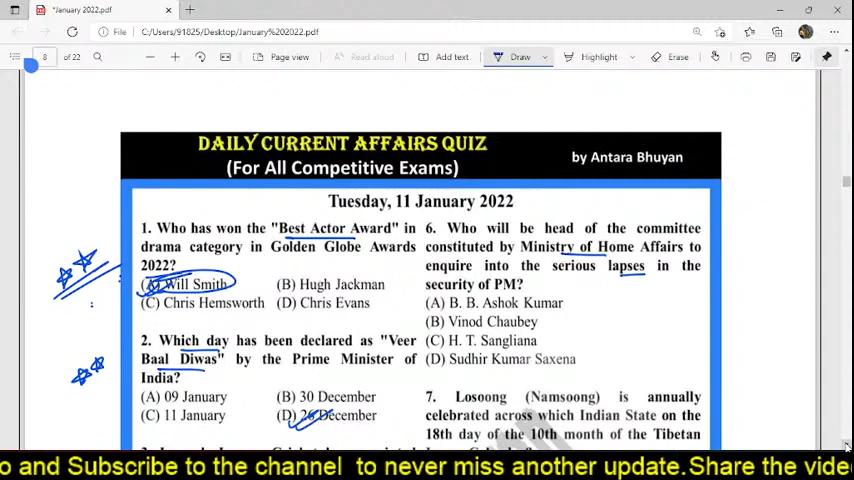 *January 2022.pdf
File
C:/Users/91825/Desktop/January%202022.pdf
8
of 22
Page view
Read aloud
Add text
Draw
Highlight
Erase
DAILY CURRENT AFFAIRS QUIZ
(For All Competitive Exams)
by Antara Bhuyan
Tuesday, 11 January 2022
1. Who has won the "Best Actor Award" in
drama category in Golden Globe Awards
2022?
(A) Will Smith (B) Hugh Jackman
(C) Chris Hemsworth (D) Chris Evans
2. Which day has been declared as "Veer
Baal Diwas" by the Prime Minister of
India?
(A) 09 January (B) 30 December
(C) 11 January (D) 26 December
6. Who will be head of the committee
constituted by Ministry of Home Affairs to
enquire into the serious lapses in the
security of PM?
(A) B. B. Ashok Kumar
(B) Vinod Chaubey
(C) H. T. Sangliana
(D) Sudhir Kumar Saxena
7. Losoong (Namsoong) is annually
celebrated across which Indian State on the
18th day of the 10th month of the Tibetan
o and Subscribe to the channel to never miss another update.Share the video